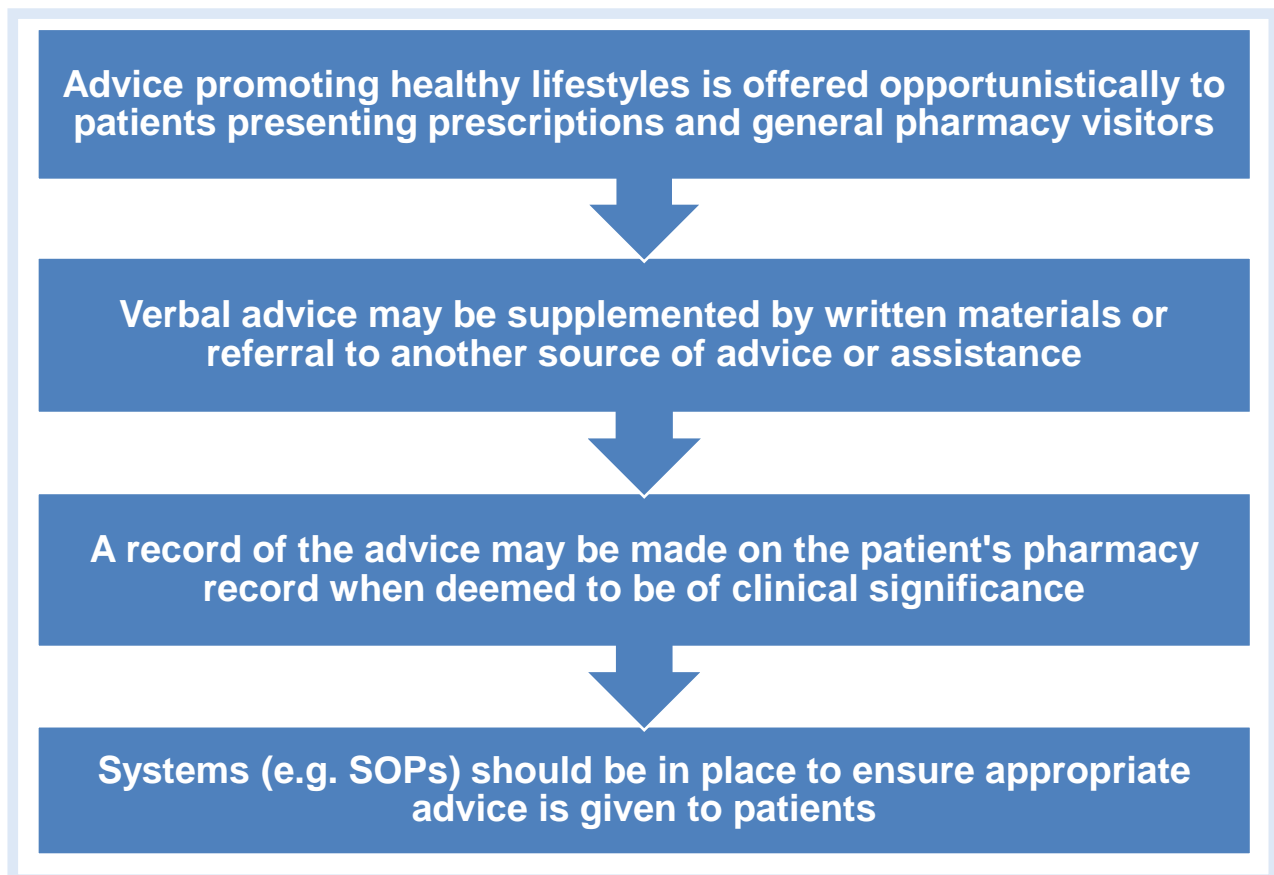 Advice promoting healthy lifestyles is offered opportunistically to
patients presenting prescriptions and general pharmacy visitors
Verbal advice may be supplemented by written materials or
referral to another source of advice or assistance
A record of the advice may be made on the patient's pharmacy
record when deemed to be of clinical significance
Systems (e.g. SOPs) should be in place to ensure appropriate
advice is given to patients